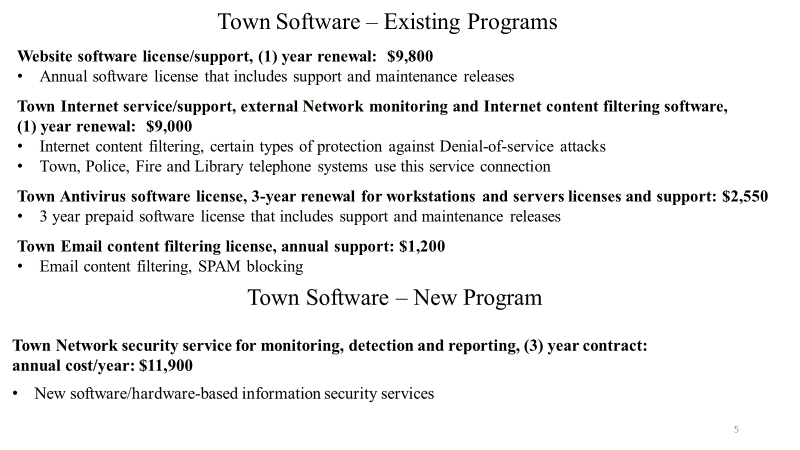 Town Software – Existing Programs
Website software license/support, (1) year renewal:  $9,800
• Annual software license that includes support and maintenance releases
Town Internet service/support, external Network monitoring and Internet content filtering software,
(1) year renewal:  $9,000
• Internet content filtering, certain types of protection against Denial-of-service attacks
• Town, Police, Fire and Library telephone systems use this service connection
Town Antivirus software license, 3-year renewal for workstations and servers licenses and support: $2,550
• 3 year prepaid software license that includes support and maintenance releases
Town Email content filtering license, annual support: $1,200
• Email content filtering, SPAM blocking
Town Software – New Program
Town Network security service for monitoring, detection and reporting, (3) year contract:
annual cost/year: $11,900
• New software/hardware-based information security services
5